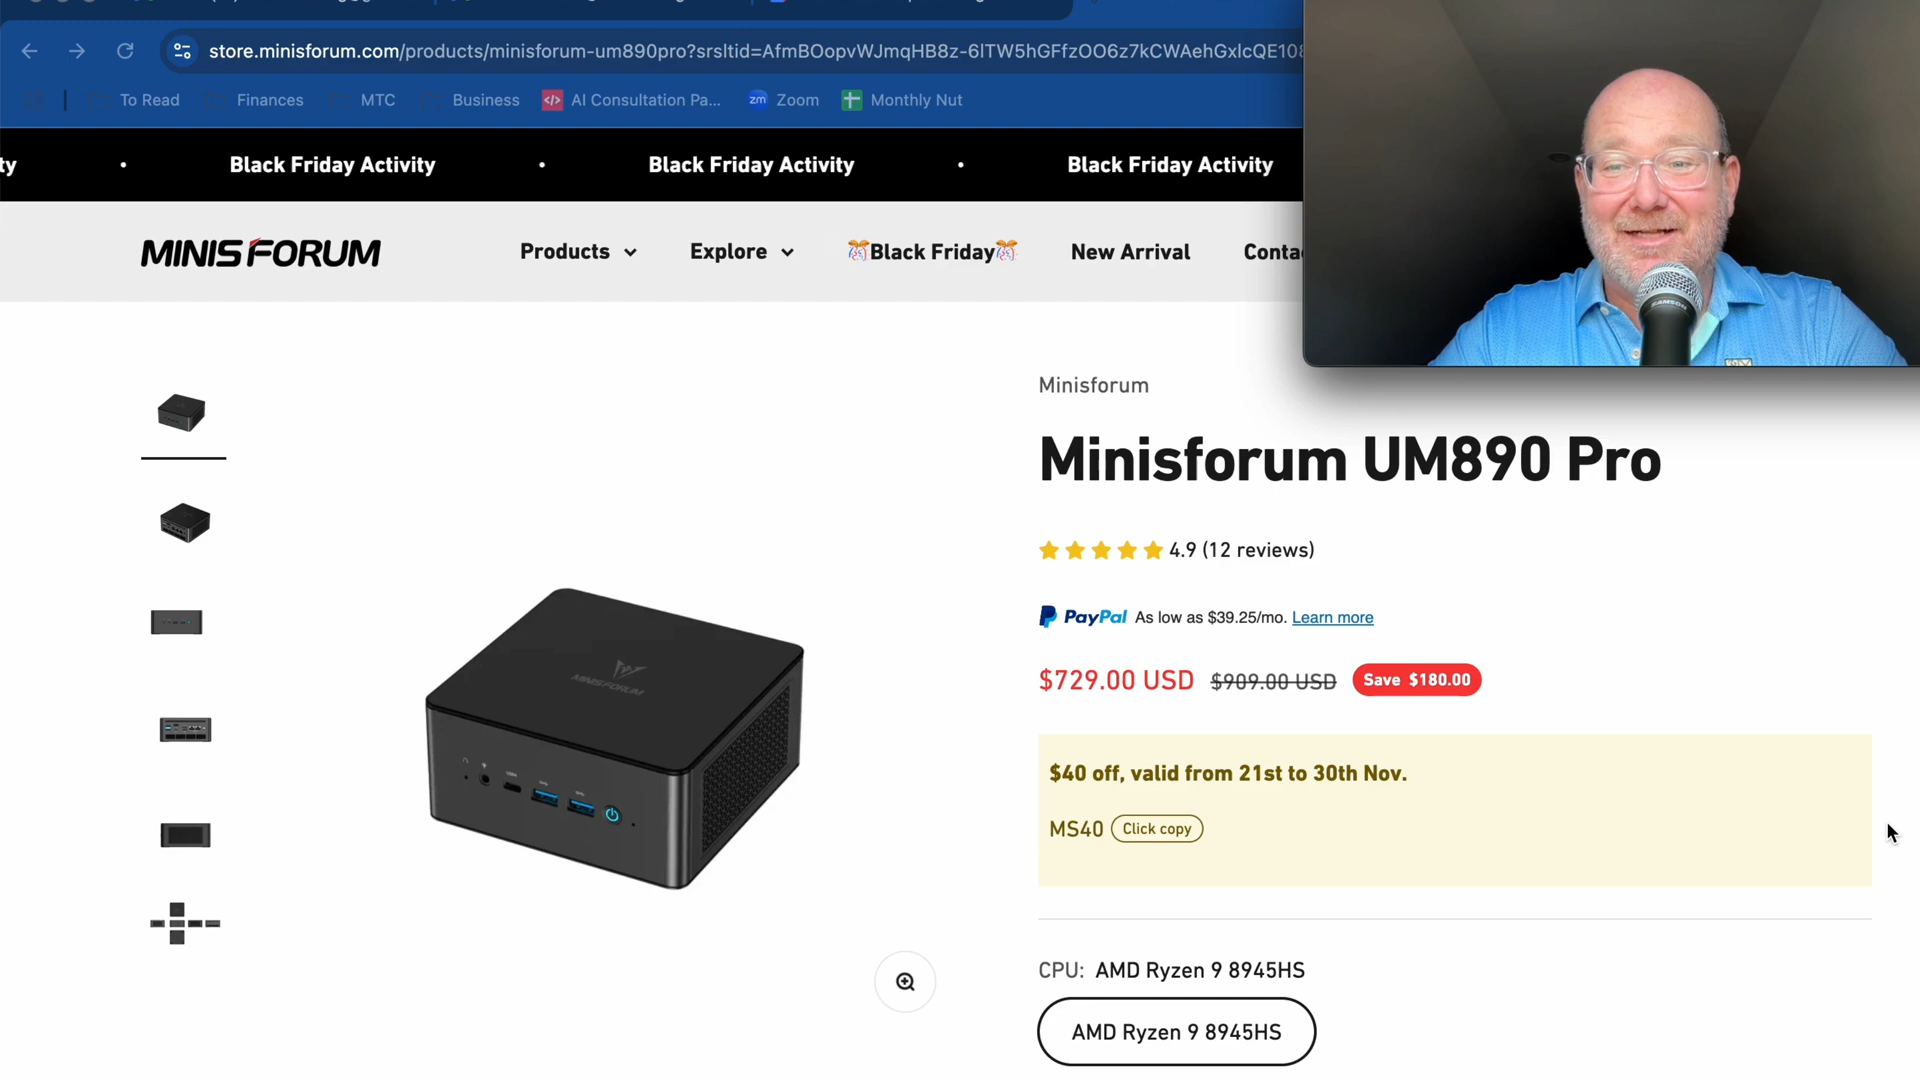 store.minisforum.com/products/minisforum-um890pro?srsltid=AfmBOopvWJmqHB8z-6lTW5hGFfzOO6z7kCWAehGxlcQE108
To Read Finances MTC Business AI Consultation Pa... Zoom Monthly Nut
ty • Black Friday Activity • Black Friday Activity • Black Friday Activity
MINISFORUM Products Explore 🎊Black Friday🎊 New Arrival Conta
SAMSON
Minisforum
Minisforum UM890 Pro
4.9 (12 reviews)
PayPal As low as $39.25/mo. Learn more
$729.00 USD $909.00 USD Save $180.00
MINISFORUM
$40 off, valid from 21st to 30th Nov.
MS40 Click copy
CPU: AMD Ryzen 9 8945HS
AMD Ryzen 9 8945HS